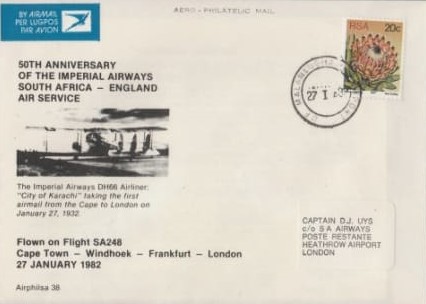 BY AIRMAIL
PER LUGPOS
PAR AVION
AERO - PHILATELIC MAIL
RSA
20c
50TH ANNIVERSARY
OF THE IMPERIAL AIRWAYS
SOUTH AFRICA – ENGLAND
AIR SERVICE
27 I
The Imperial Airways DH66 Airliner:
"City of Karachi" taking the first
airmail from the Cape to London on
January 27, 1932.
Flown on Flight SA248
Cape Town – Windhoek – Frankfurt – London
27 JANUARY 1982
Airphilsa 38
CAPTAIN D.J. UYS
c/o S A AIRWAYS
POSTE RESTANTE
HEATHROW AIRPORT
LONDON